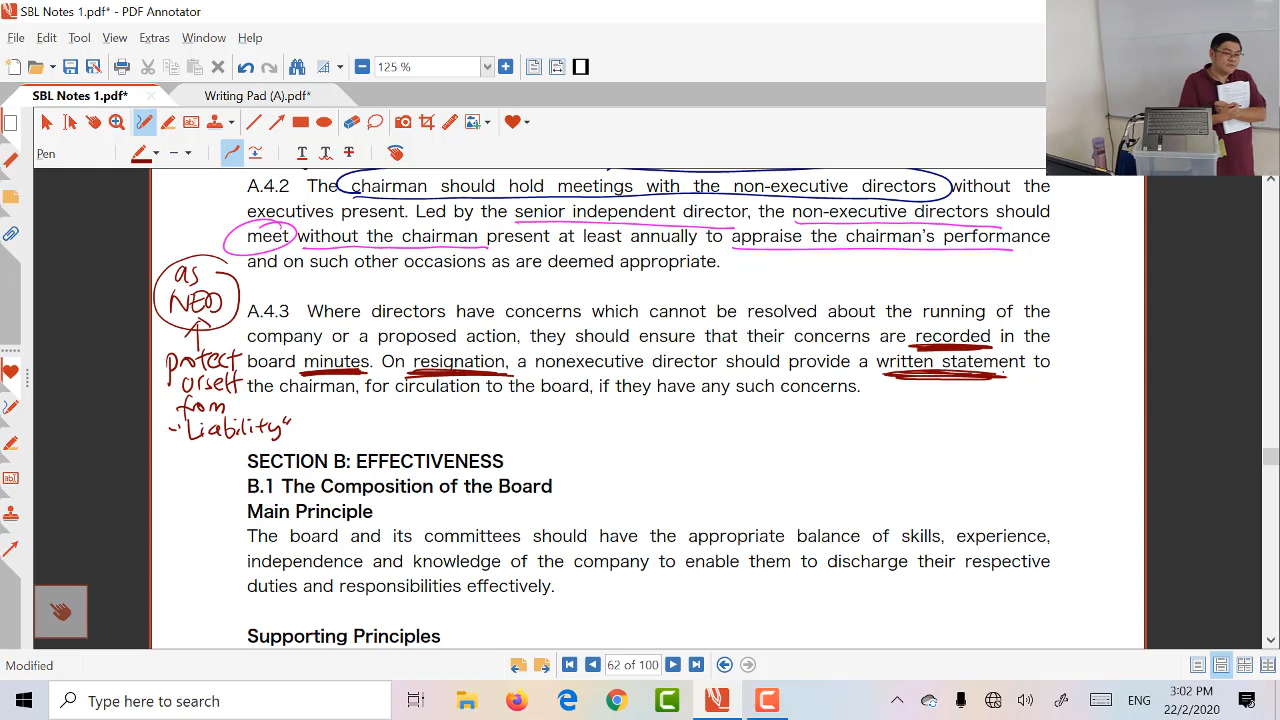 SBL Notes 1.pdf* - PDF Annotator
File Edit Tool View Extras Window Help
125 %
SBL Notes 1.pdf* Writing Pad (A).pdf*
Pen
A.4.2 The chairman should hold meetings with the non-executive directors without the
executives present. Led by the senior independent director, the non-executive directors should
meet without the chairman present at least annually to appraise the chairman's performance
and on such other occasions as are deemed appropriate.
as
NED
protect
urself
from
"Liability"
A.4.3 Where directors have concerns which cannot be resolved about the running of the
company or a proposed action, they should ensure that their concerns are recorded in the
board minutes. On resignation, a nonexecutive director should provide a written statement to
the chairman, for circulation to the board, if they have any such concerns.
SECTION B: EFFECTIVENESS
B.1 The Composition of the Board
Main Principle
The board and its committees should have the appropriate balance of skills, experience,
independence and knowledge of the company to enable them to discharge their respective
duties and responsibilities effectively.
Supporting Principles
Modified
62 of 100
Type here to search
ENG
3:02 PM
22/2/2020